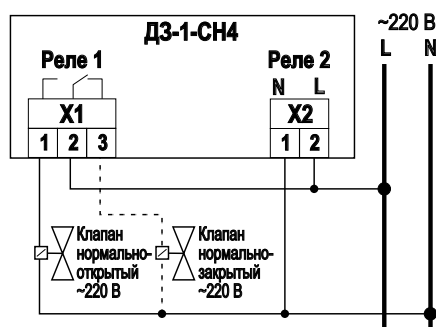 ДЗ-1-СН4
~220 В
L
N
Реле 1
Реле 2
N
L
X1
X2
1
2
3
1
2
Клапан
нормально-
открытый
~220 В
Клапан
нормально-
закрытый
~220 В